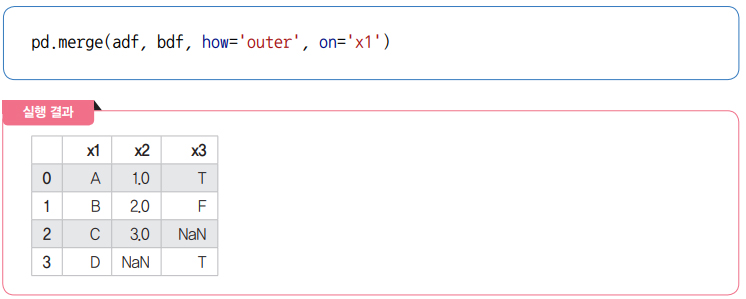 pd.merge(adf, bdf, how='outer', on='x1')
실행 결과
x1 x2 x3
0 A 1.0 T
1 B 2.0 F
2 C 3.0 NaN
3 D NaN T